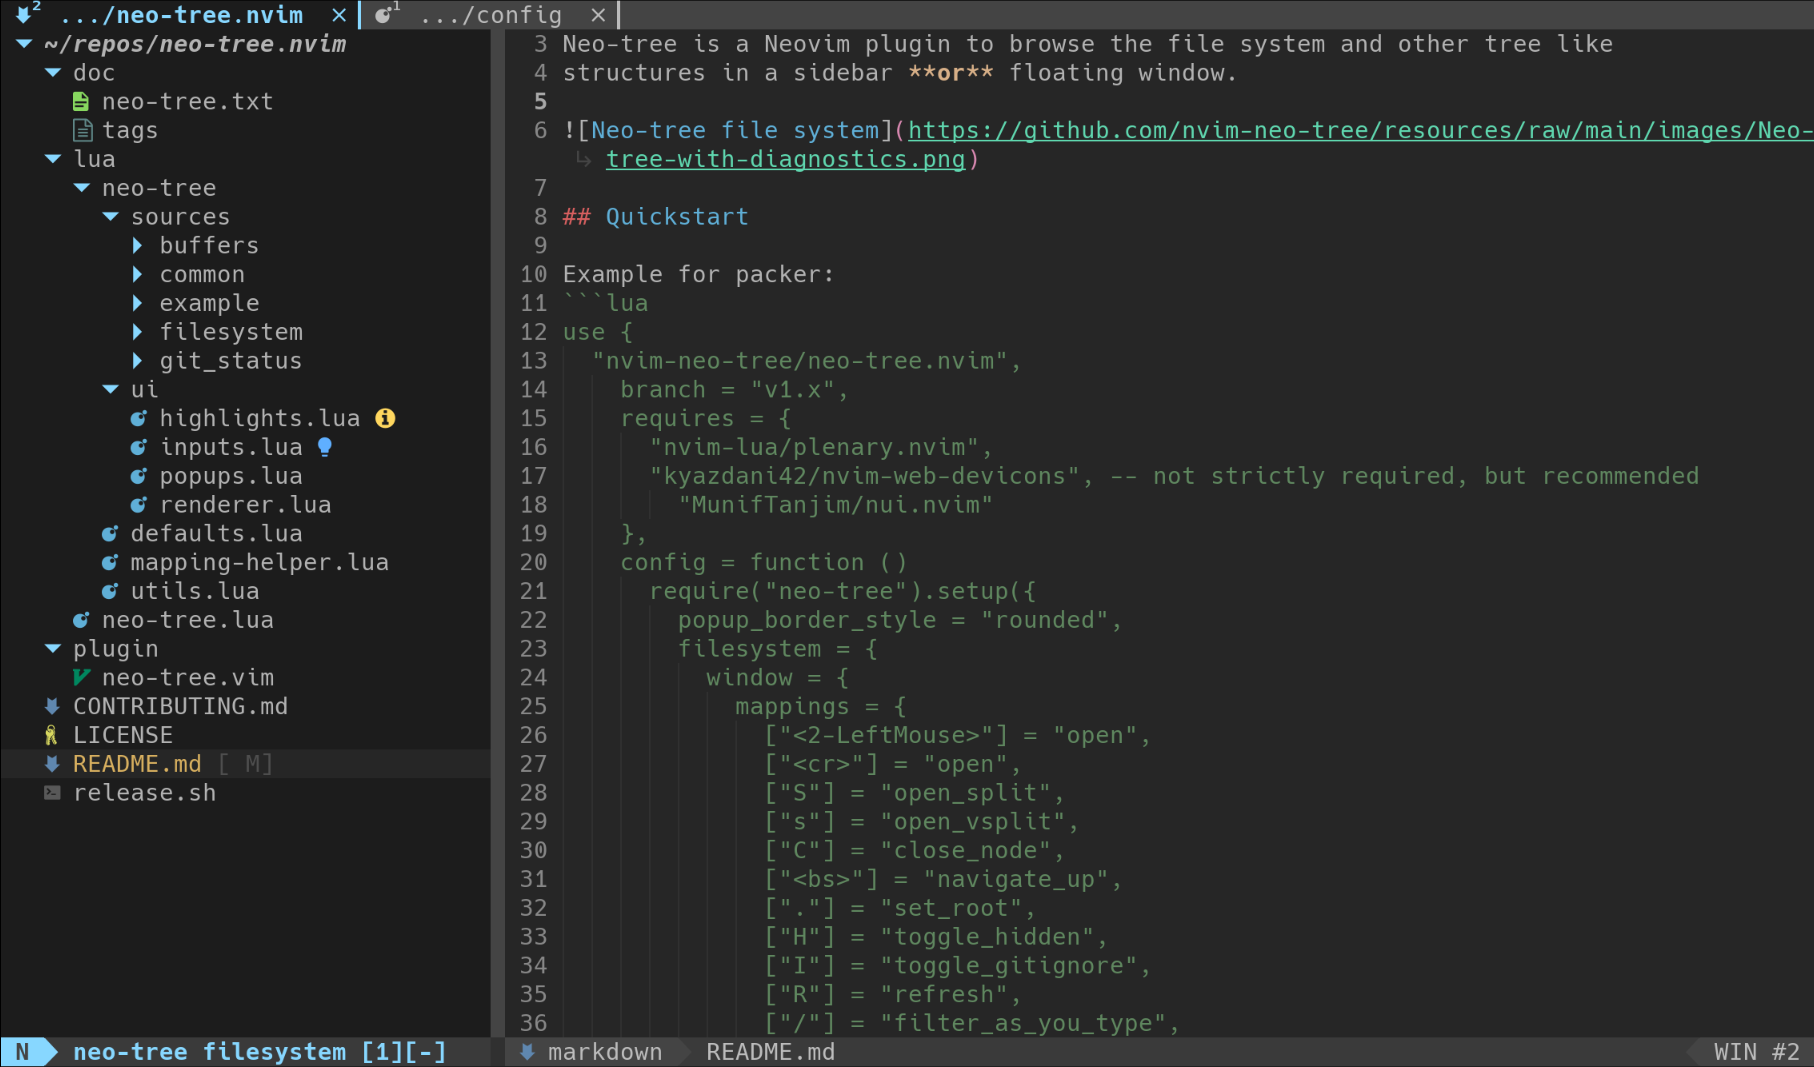 2 .../neo-tree.nvim × 1 .../config ×
~/repos/neo-tree.nvim
doc
neo-tree.txt
tags
lua
neo-tree
sources
buffers
common
example
filesystem
git_status
ui
highlights.lua
inputs.lua
popups.lua
renderer.lua
defaults.lua
mapping-helper.lua
utils.lua
neo-tree.lua
plugin
neo-tree.vim
CONTRIBUTING.md
LICENSE
README.md [ M]
release.sh
3 Neo-tree is a Neovim plugin to browse the file system and other tree like
4 structures in a sidebar **or** floating window.
5
6 ![Neo-tree file system](https://github.com/nvim-neo-tree/resources/raw/main/images/Neo-
↳ tree-with-diagnostics.png)
7
8 ## Quickstart
9
10 Example for packer:
11 ```lua
12 use {
13 "nvim-neo-tree/neo-tree.nvim",
14 branch = "v1.x",
15 requires = {
16 "nvim-lua/plenary.nvim",
17 "kyazdani42/nvim-web-devicons", -- not strictly required, but recommended
18 "MunifTanjim/nui.nvim"
19 },
20 config = function ()
21 require("neo-tree").setup({
22 popup_border_style = "rounded",
23 filesystem = {
24 window = {
25 mappings = {
26 ["<2-LeftMouse>"] = "open",
27 ["<cr>"] = "open",
28 ["S"] = "open_split",
29 ["s"] = "open_vsplit",
30 ["C"] = "close_node",
31 ["<bs>"] = "navigate_up",
32 ["."] = "set_root",
33 ["H"] = "toggle_hidden",
34 ["I"] = "toggle_gitignore",
35 ["R"] = "refresh",
36 ["/"] = "filter_as_you_type",
N neo-tree filesystem [1][-] markdown README.md WIN #2